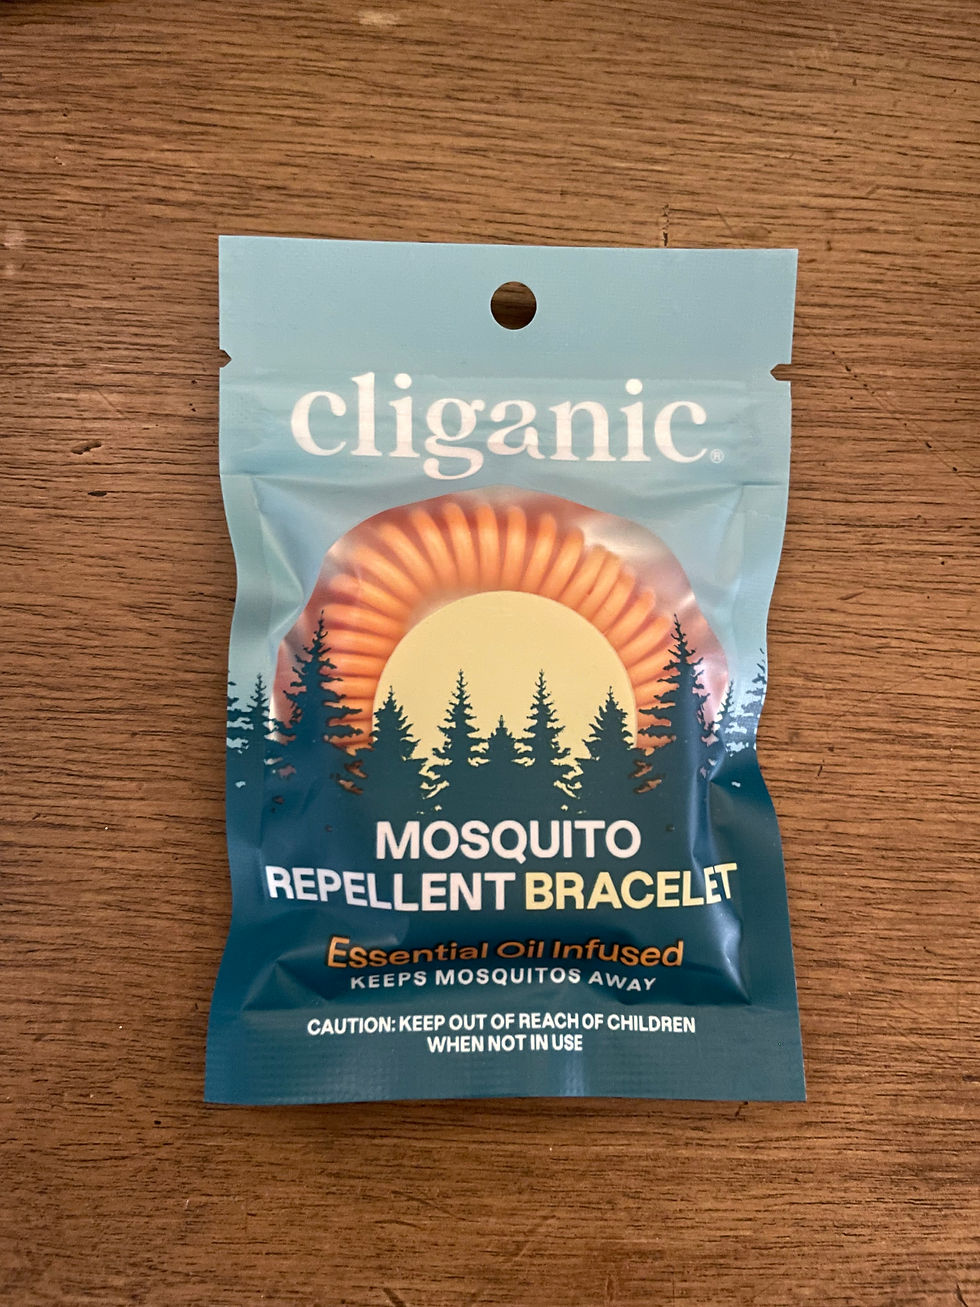 cliganic®
MOSQUITO
REPELLENT BRACELET
Essential Oil Infused
KEEPS MOSQUITOS AWAY
CAUTION: KEEP OUT OF REACH OF CHILDREN
WHEN NOT IN USE